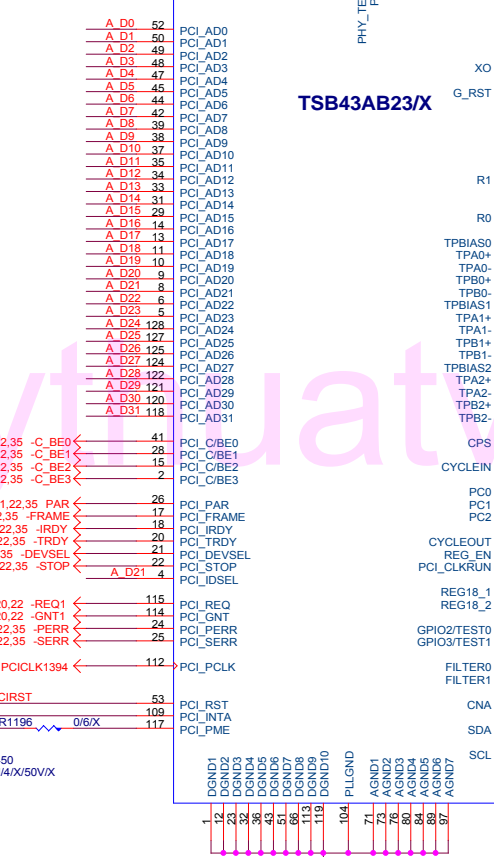 PHY_TE
TSB43AB23/X
A_D0 52 PCI_AD0
A_D1 50 PCI_AD1
A_D2 49 PCI_AD2
A_D3 48 PCI_AD3 XO
A_D4 47 PCI_AD4
A_D5 45 PCI_AD5 G_RST
A_D6 44 PCI_AD6
A_D7 42 PCI_AD7
A_D8 39 PCI_AD8
A_D9 38 PCI_AD9
A_D10 37 PCI_AD10
A_D11 35 PCI_AD11
A_D12 34 PCI_AD12 R1
A_D13 33 PCI_AD13
A_D14 31 PCI_AD14
A_D15 29 PCI_AD15 R0
A_D16 14 PCI_AD16
A_D17 13 PCI_AD17 TPBIAS0
A_D18 11 PCI_AD18 TPA0+
A_D19 10 PCI_AD19 TPA0-
A_D20 9 PCI_AD20 TPB0+
A_D21 8 PCI_AD21 TPB0-
A_D22 6 PCI_AD22 TPBIAS1
A_D23 5 PCI_AD23 TPA1+
A_D24 128 PCI_AD24 TPA1-
A_D25 127 PCI_AD25 TPB1+
A_D26 125 PCI_AD26 TPB1-
A_D27 124 PCI_AD27 TPBIAS2
A_D28 122 PCI_AD28 TPA2+
A_D29 121 PCI_AD29 TPA2-
A_D30 120 PCI_AD30 TPB2+
A_D31 118 PCI_AD31 TPB2-
2,35 -C_BE0 41 PCI_C/BE0 CPS
2,35 -C_BE1 28 PCI_C/BE1
2,35 -C_BE2 15 PCI_C/BE2 CYCLEIN
2,35 -C_BE3 2 PCI_C/BE3
PC0
1,22,35 PAR 26 PCI_PAR PC1
2,35 -FRAME 17 PCI_FRAME PC2
22,35 -IRDY 18 PCI_IRDY
22,35 -TRDY 20 PCI_TRDY CYCLEOUT
35 -DEVSEL 21 PCI_DEVSEL REG_EN
22,35 -STOP 22 PCI_STOP PCI_CLKRUN
A_D21 4 PCI_IDSEL
REG18_1
20,22 -REQ1 115 PCI_REQ REG18_2
20,22 -GNT1 114 PCI_GNT
22,35 -PERR 24 PCI_PERR GPIO2/TEST0
22,35 -SERR 25 PCI_SERR GPIO3/TEST1
PCICLK1394 112 PCI_PCLK FILTER0
FILTER1
CIRST 53 PCI_RST CNA
109 PCI_INTA
R1196 0/6/X 117 PCI_PME SDA
SCL
50
/4/X/50V/X
DGND1 DGND2 DGND3 DGND4 DGND5 DGND6 DGND7 DGND8 DGND9 DGND10 PLLGND AGND1 AGND2 AGND3 AGND4 AGND5 AGND6 AGND7
1 12 23 32 36 43 51 66 113 119 104 71 73 76 80 84 89 97